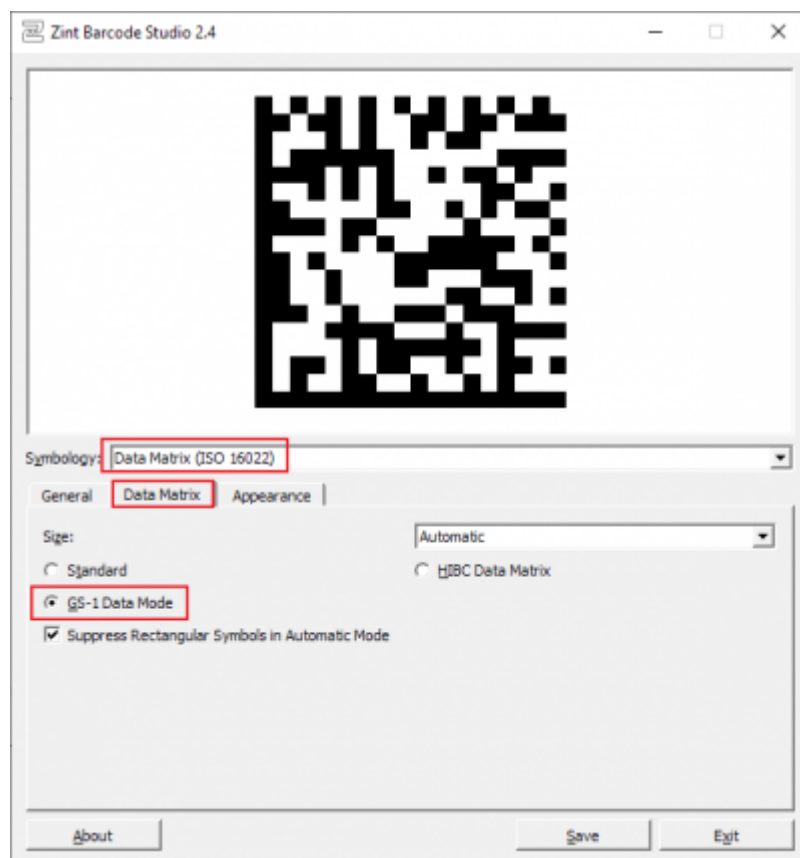 Zint Barcode Studio 2.4
Symbology: Data Matrix (ISO 16022)
General Data Matrix Appearance
Size: Automatic
Standard HIBC Data Matrix
GS-1 Data Mode
Suppress Rectangular Symbols in Automatic Mode
About Save Exit